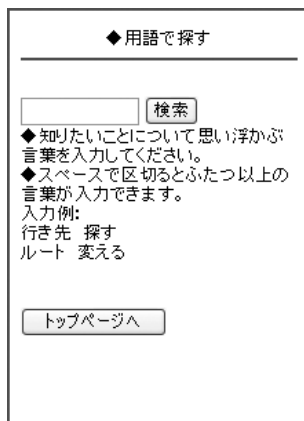 ◆用語で探す
検索
◆知りたいことについて思い浮かぶ
言葉を入力してください。
◆スペースで区切るとふたつ以上の
言葉が入力できます。
入力例:
行き先 探す
ルート 変える
トップページへ